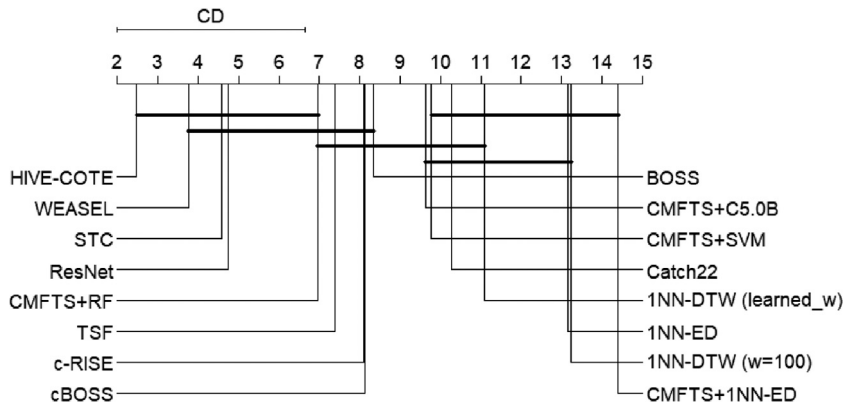 CD
2 3 4 5 6 7 8 9 10 11 12 13 14 15
HIVE-COTE BOSS
WEASEL CMFTS+C5.0B
STC CMFTS+SVM
ResNet Catch22
CMFTS+RF 1NN-DTW (learned_w)
TSF 1NN-ED
c-RISE 1NN-DTW (w=100)
cBOSS CMFTS+1NN-ED